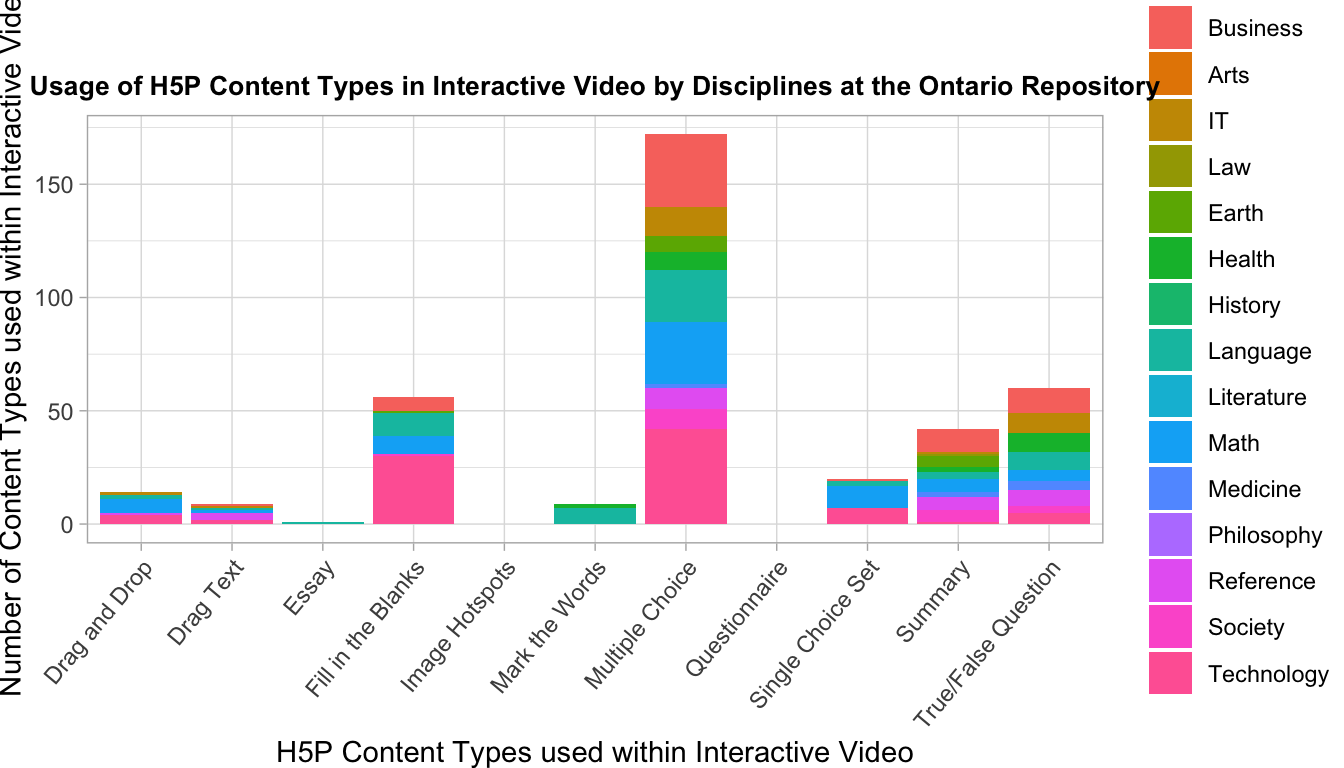 Usage of H5P Content Types in Interactive Video by Disciplines at the Ontario Repository
Number of Content Types used within Interactive Vide
150
100
50
0
Drag and Drop
Drag Text
Essay
Fill in the Blanks
Image Hotspots
Mark the Words
Multiple Choice
Questionnaire
Single Choice Set
Summary
True/False Question
H5P Content Types used within Interactive Video
Business
Arts
IT
Law
Earth
Health
History
Language
Literature
Math
Medicine
Philosophy
Reference
Society
Technology